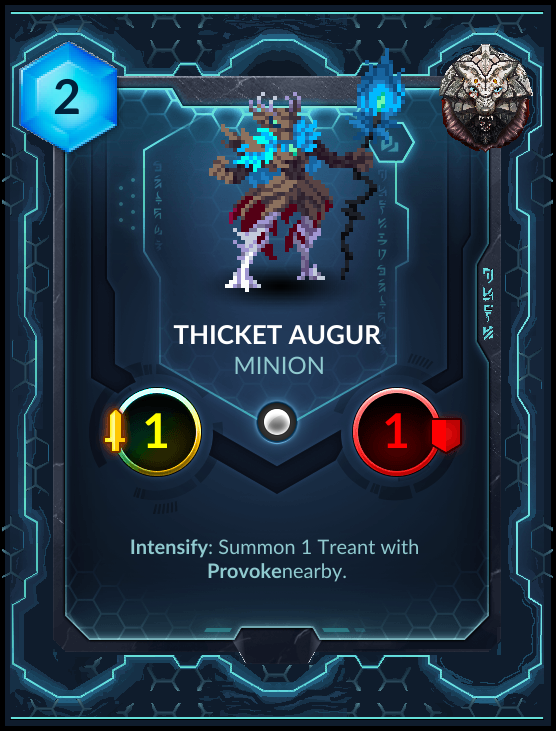 2
THICKET AUGUR
MINION
1
1
Intensify: Summon 1 Treant with
Provokenearby.